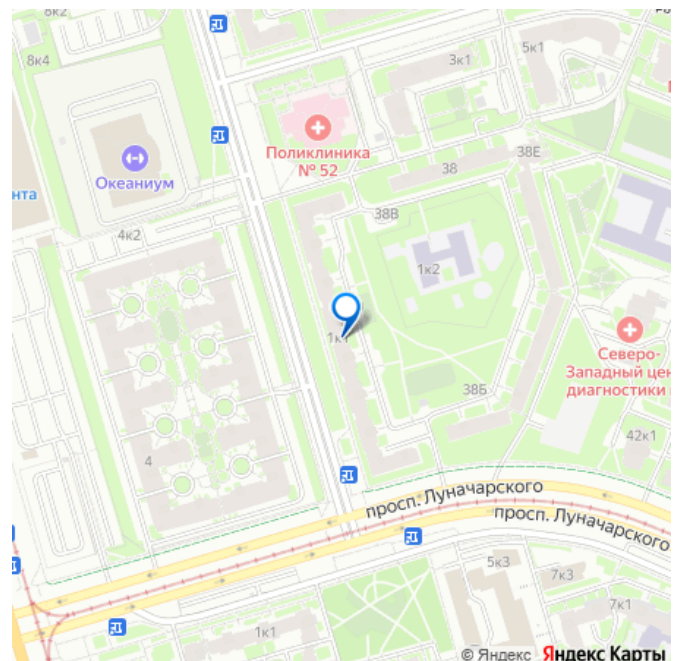 8к2
8к4
3к1
5к1
Поликлиника
№ 52
Океаниум
нта
38
38Е
38В
4к2
1к2
1к1
Северо-
Западный цен
диагностики
38Б
42к1
4
просп. Луначарского
просп. Луначарского
5к3
7к3
7к1
1к1
© Яндекс Яндекс Карты